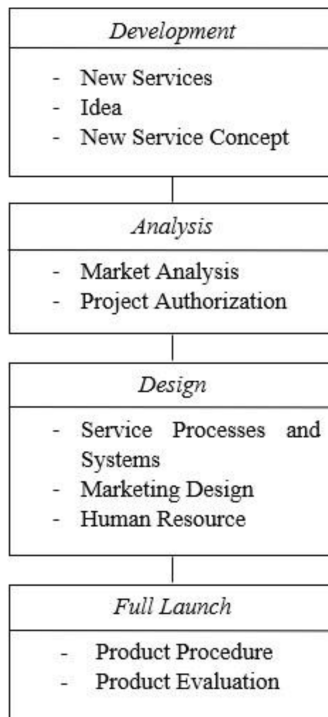 Development
- New Services
- Idea
- New Service Concept
Analysis
- Market Analysis
- Project Authorization
Design
- Service Processes and
Systems
- Marketing Design
- Human Resource
Full Launch
- Product Procedure
- Product Evaluation